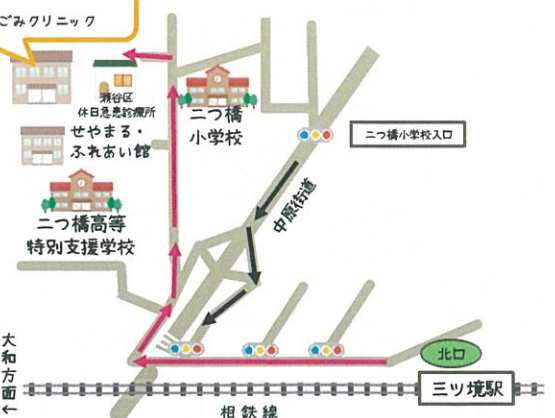 ごみクリニック
瀬谷区
休日急患診療所
二つ橋
小学校
せやまる・
ふれあい館
二つ橋小学校入口
二つ橋高等
特別支援学校
中原街道
北口
三ツ境駅
大和方面←
相鉄線